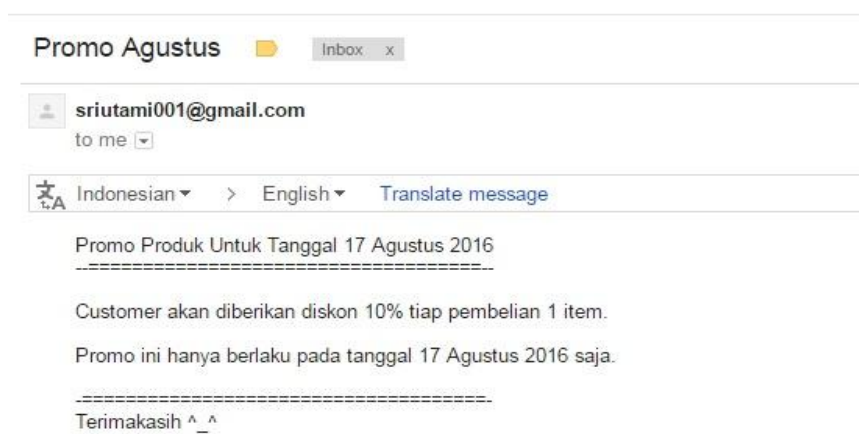 Promo Agustus
Inbox x
sriutami001@gmail.com
to me
Indonesian > English Translate message
Promo Produk Untuk Tanggal 17 Agustus 2016
--=====================================--
Customer akan diberikan diskon 10% tiap pembelian 1 item.
Promo ini hanya berlaku pada tanggal 17 Agustus 2016 saja.
-======================================-
Terimakasih ^_^